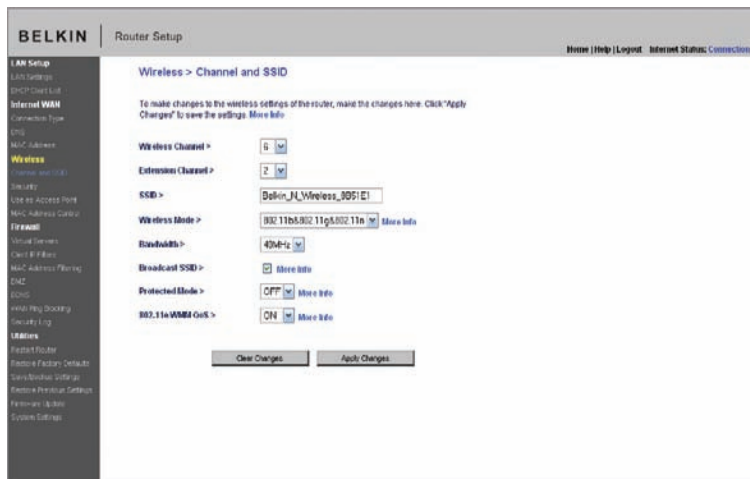 BELKIN
Router Setup
Home | Help | Logout Internet Status: Connection
LAN Setup
LAN Settings
DHCP Client List
Internet WAN
Connection Type
DNS
MAC Address
Wireless
Channel and SSID
Security
Use as Access Point
MAC Address Control
Firewall
Virtual Servers
Client IP Filters
MAC Address Filtering
DMZ
DDNS
WAN Ping Blocking
Security Log
Utilities
Restart Router
Restore Factory Defaults
Save/Backup Settings
Restore Previous Settings
Firmware Update
System Settings
Wireless > Channel and SSID
To make changes to the wireless settings of the router, make the changes here. Click "Apply
Changes" to save the settings. More Info
Wireless Channel > 6
Extension Channel > 2
SSID > Belkin_N_Wireless_8B51E1
Wireless Mode > 802.11b&802.11g&802.11n More Info
Bandwidth > 40MHz
Broadcast SSID > More Info
Protected Mode > OFF More Info
802.11e/WMM QoS > ON More Info
Clear Changes Apply Changes